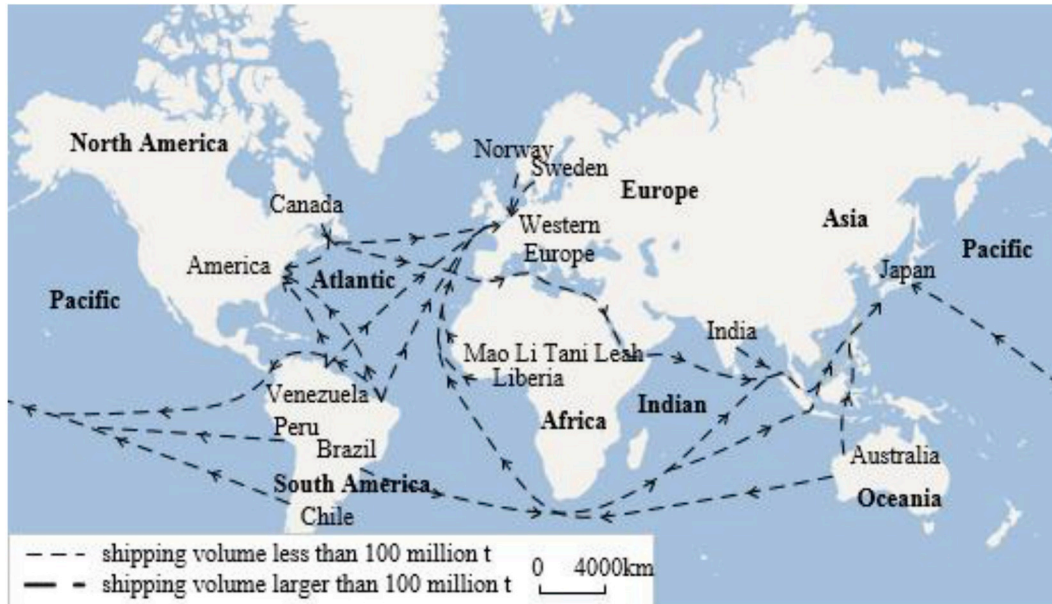 North America
Norway
Sweden
Europe
Canada
Western
Europe
Asia
Pacific
America
Atlantic
Japan
Pacific
India
Mao Li Tani Leah
Liberia
Venezuela
Indian
Peru
Africa
Brazil
Australia
South America
Oceania
Chile
shipping volume less than 100 million t
shipping volume larger than 100 million t
0 4000km